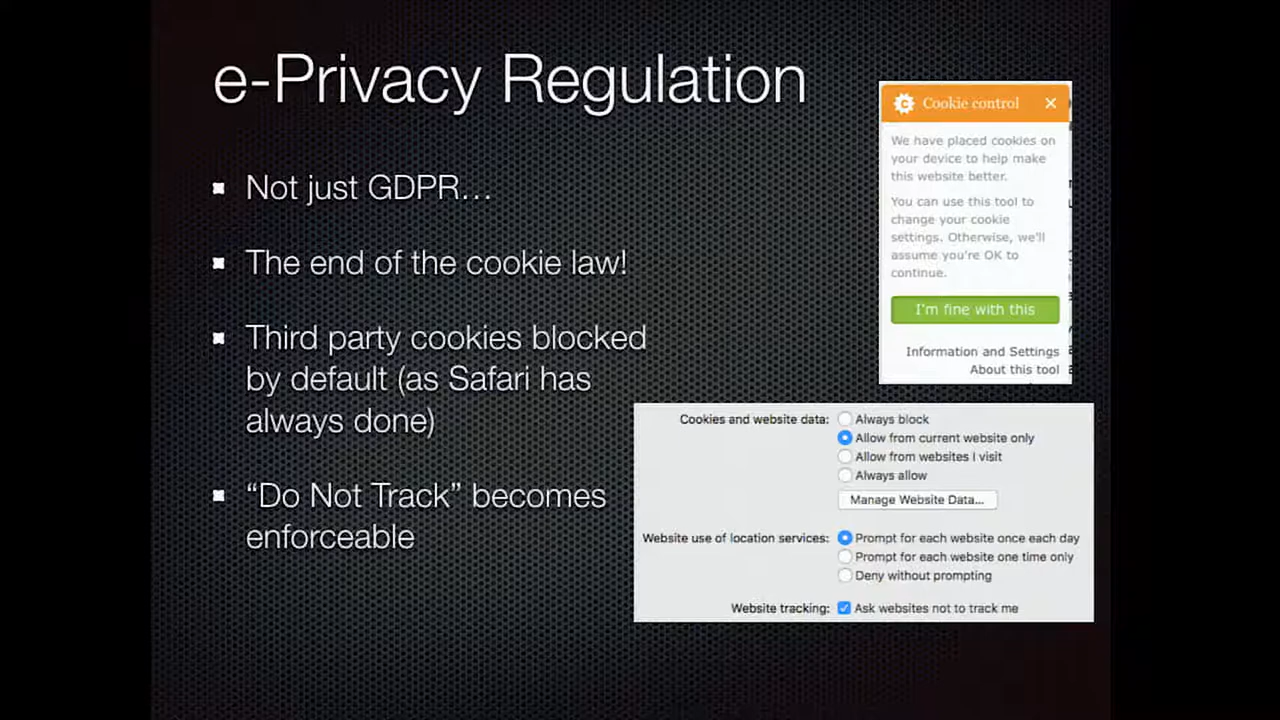 e-Privacy Regulation
Not just GDPR…
The end of the cookie law!
Third party cookies blocked
by default (as Safari has
always done)
“Do Not Track” becomes
enforceable
Cookie control
We have placed cookies on
your device to help make
this website better.
You can use this tool to
change your cookie
settings. Otherwise, we'll
assume you're OK to
continue.
I'm fine with this
Information and Settings
About this tool
Cookies and website data: Always block
Allow from current website only
Allow from websites I visit
Always allow
Manage Website Data...
Website use of location services: Prompt for each website once each day
Prompt for each website one time only
Deny without prompting
Website tracking: Ask websites not to track me